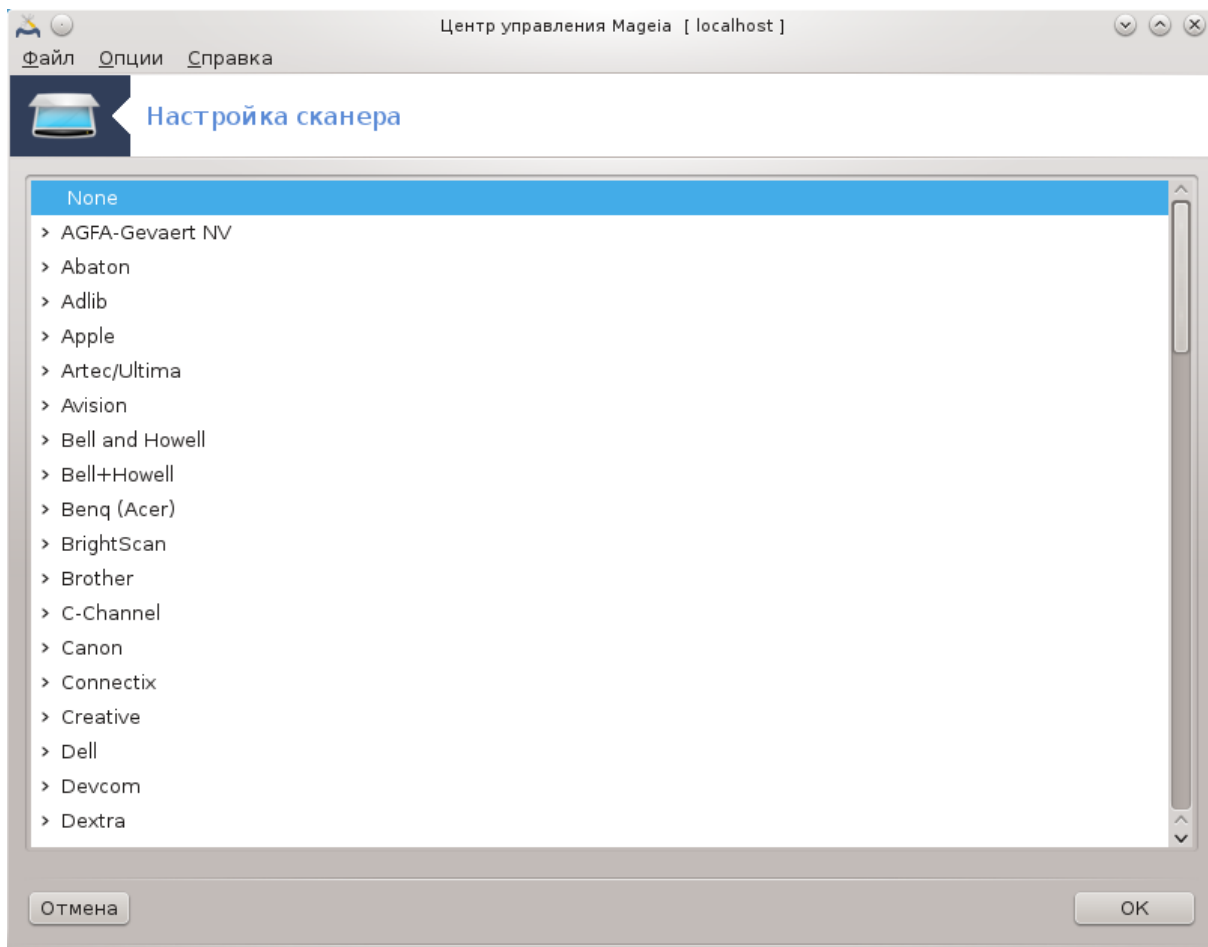 Центр управления Mageia [ localhost ]
Файл Опции Справка
Настройка сканера
None
AGFA-Gevaert NV
Abaton
Adlib
Apple
Artec/Ultima
Avision
Bell and Howell
Bell+Howell
Benq (Acer)
BrightScan
Brother
C-Channel
Canon
Connectix
Creative
Dell
Devcom
Dextra
Отмена OK